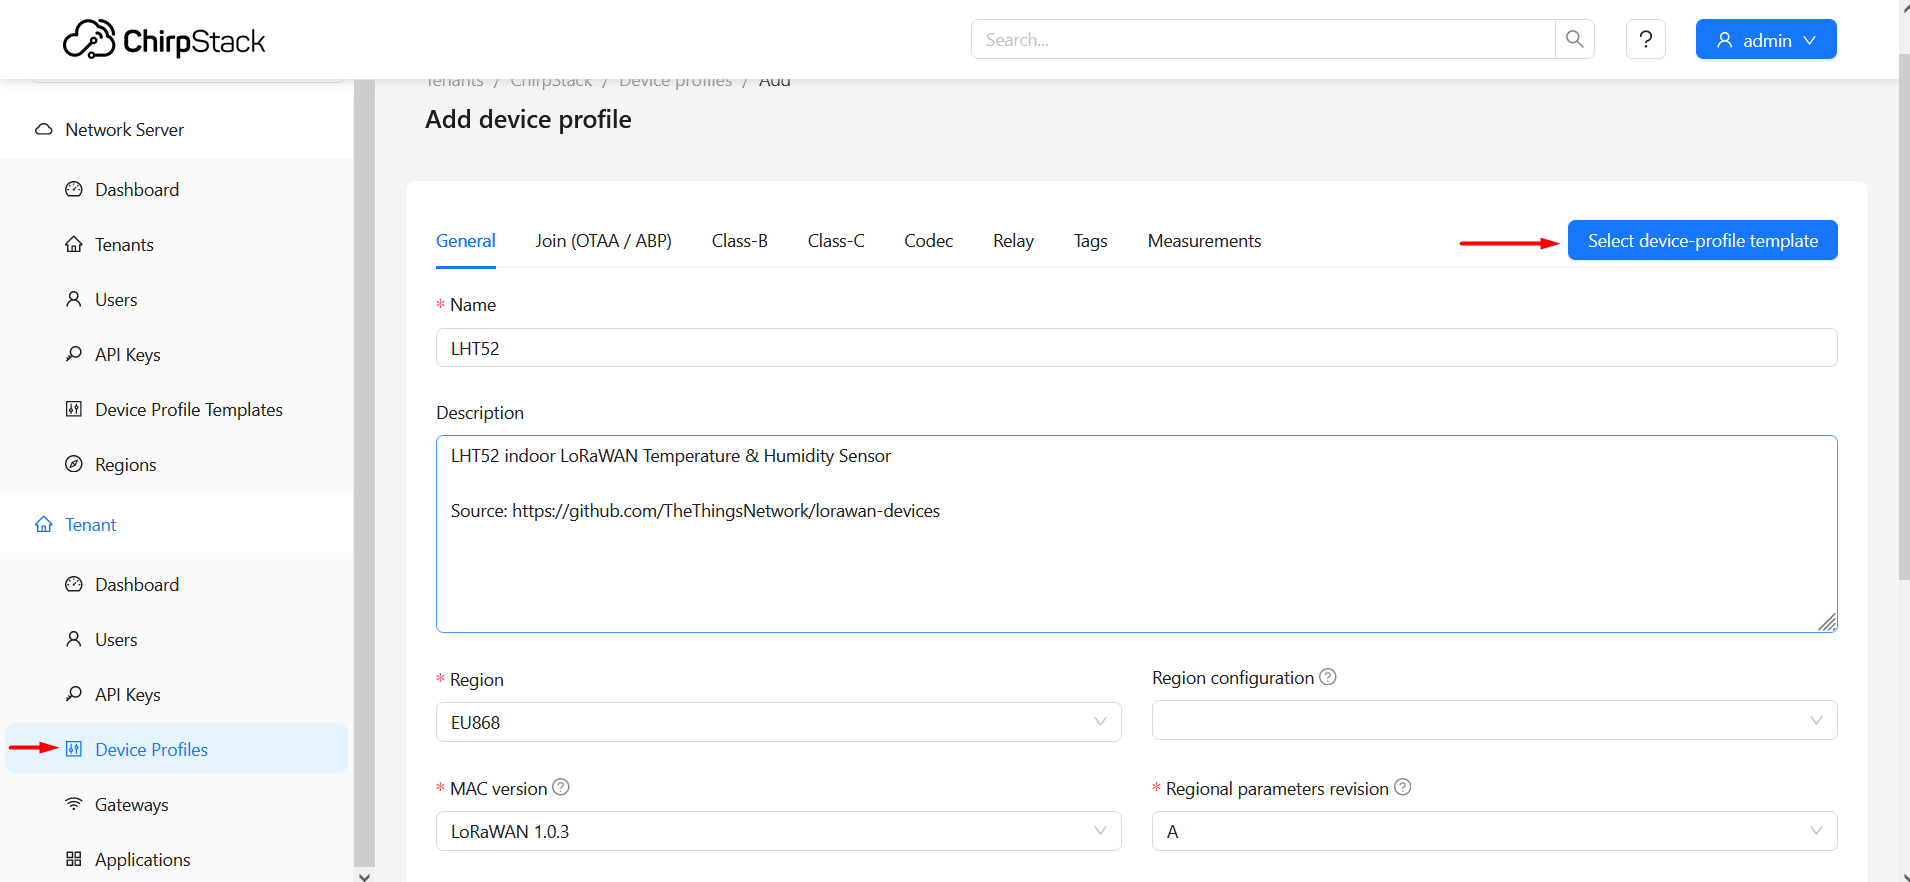 ChirpStack
Search...
?
admin
Network Server
Dashboard
Tenants
Users
API Keys
Device Profile Templates
Regions
Tenant
Dashboard
Users
API Keys
Device Profiles
Gateways
Applications
Tenants / ChirpStack / Device profiles / Add
Add device profile
General Join (OTAA / ABP) Class-B Class-C Codec Relay Tags Measurements
Select device-profile template
* Name
LHT52
Description
LHT52 indoor LoRaWAN Temperature & Humidity Sensor
Source: https://github.com/TheThingsNetwork/lorawan-devices
* Region
EU868
Region configuration ?
* MAC version ?
LoRaWAN 1.0.3
* Regional parameters revision ?
A